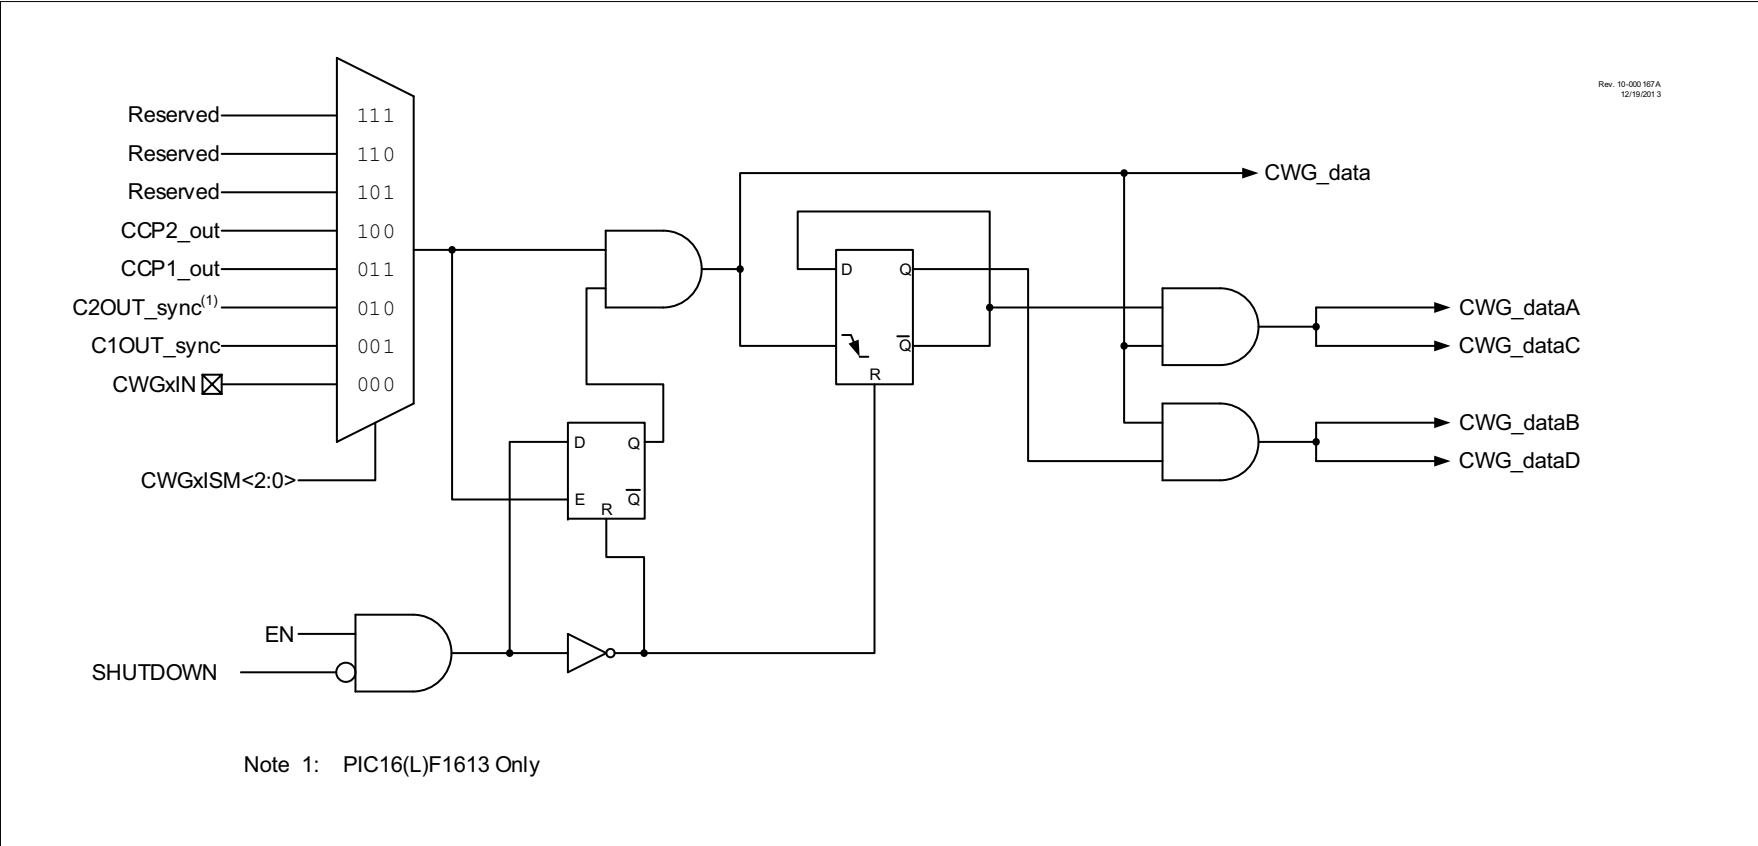 Rev. 10-000167A
12/19/2013
Reserved 111
Reserved 110
Reserved 101
CCP2_out 100
CCP1_out 011
C2OUT_sync(1) 010
C1OUT_sync 001
CWGxIN 000
CWGxISM<2:0>
CWG_data
D Q
Q
R
CWG_dataA
CWG_dataC
CWG_dataB
CWG_dataD
D Q
E Q
R
EN
SHUTDOWN
Note 1: PIC16(L)F1613 Only